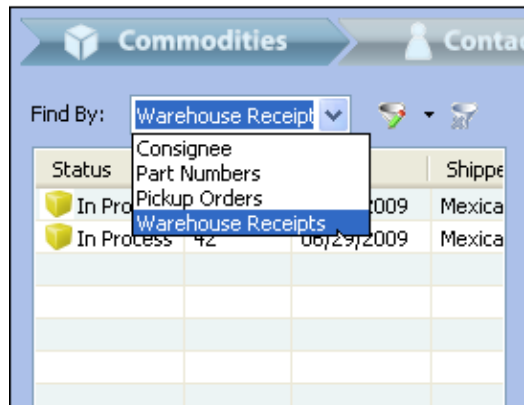 Commodities
Conta
Find By: Warehouse Receipt
Consignee
Part Numbers
Pickup Orders
Warehouse Receipts
Status Shippe
In Pro 2009 Mexica
In Process 42 06/29/2009 Mexica